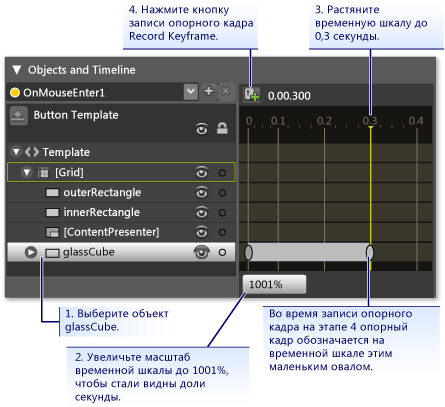 4. Нажмите кнопку
записи опорного кадра
Record Keyframe.
3. Растяните
временную шкалу до
0,3 секунды.
Objects and Timeline
OnMouseEnter1
0.00.300
Button Template
0 0.1 0.2 0.3 0.4
Template
[Grid]
outerRectangle
innerRectangle
[ContentPresenter]
glassCube
1001%
1. Выберите объект
glassCube.
2. Увеличьте масштаб
временной шкалы до 1001%,
чтобы стали видны доли
секунды.
Во время записи опорного
кадра на этапе 4 опорный
кадр обозначается на
временной шкале этим
маленьким овалом.